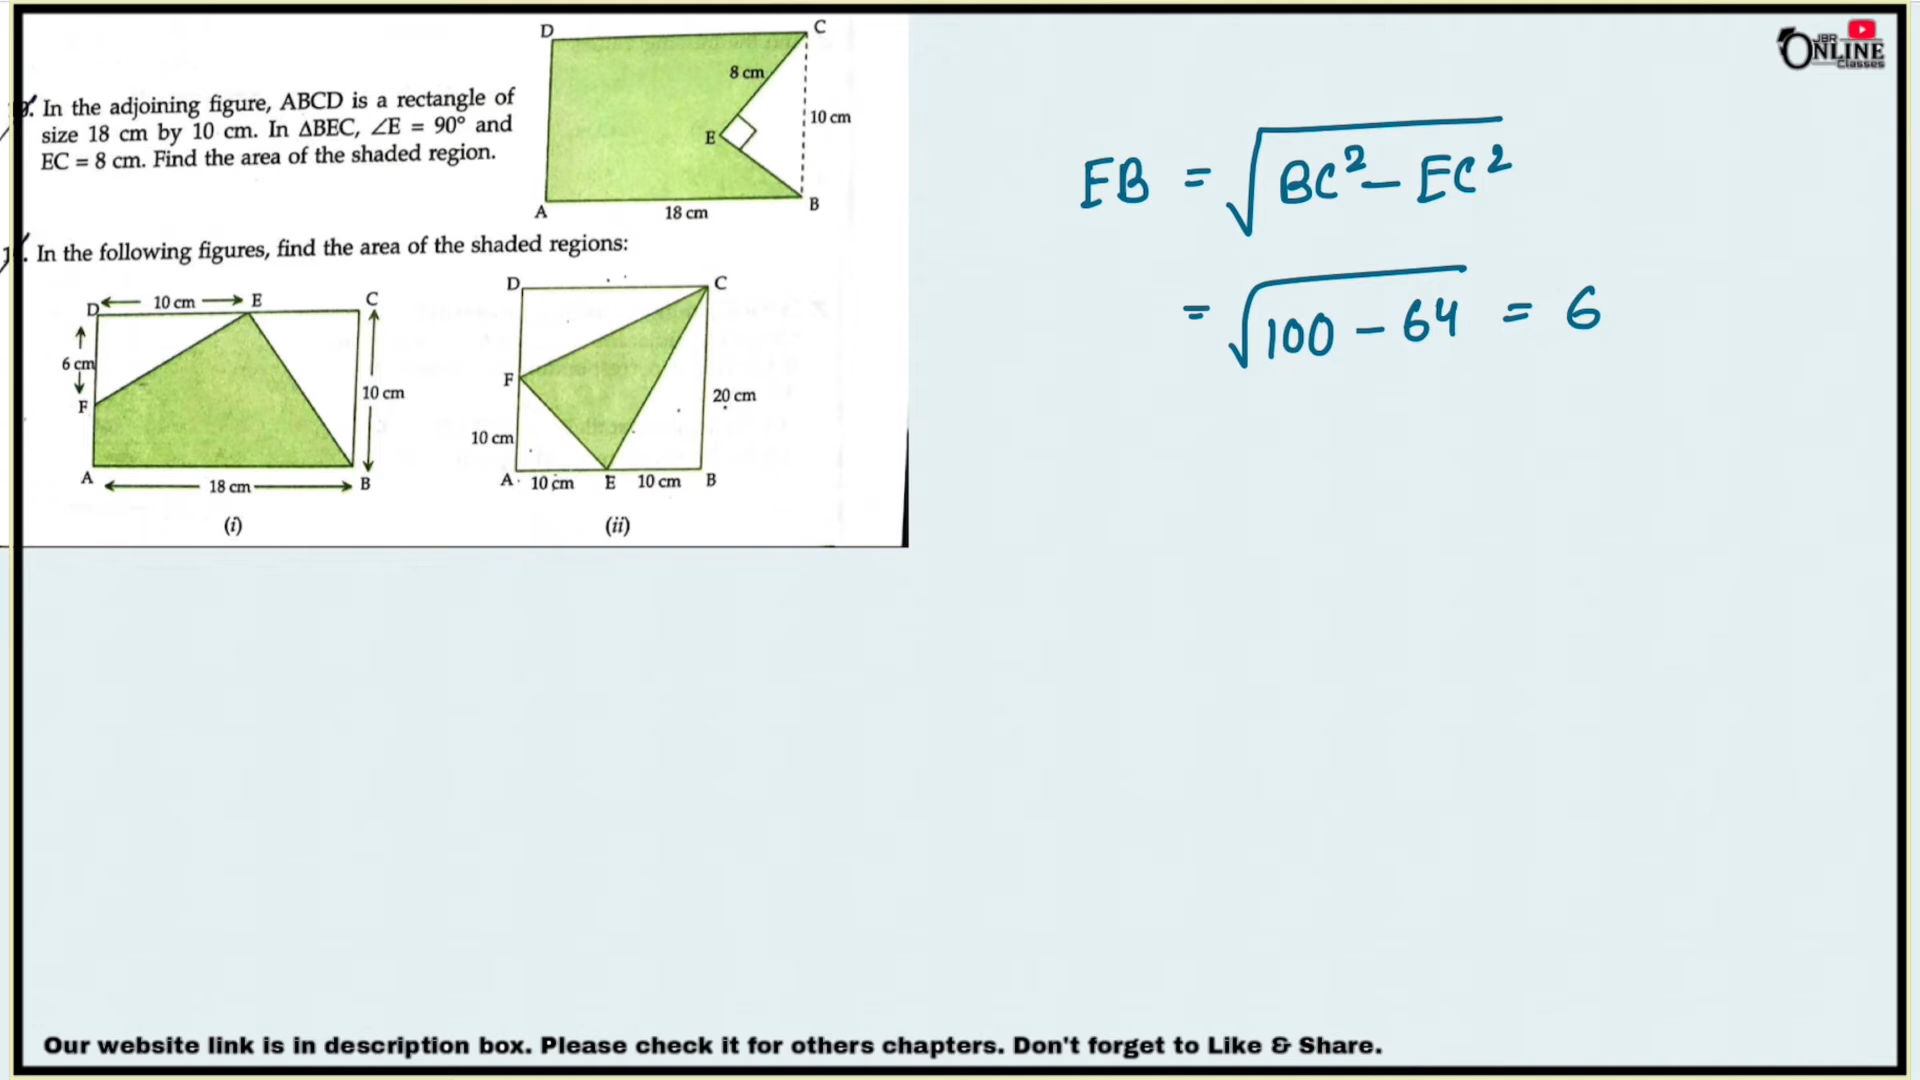 In the adjoining figure, ABCD is a rectangle of
size 18 cm by 10 cm. In ΔBEC, ∠E = 90° and
EC = 8 cm. Find the area of the shaded region.
D
C
8 cm
10 cm
E
A
18 cm
B
In the following figures, find the area of the shaded regions:
D
10 cm
E
C
6 cm
F
10 cm
A
18 cm
B
(i)
D
C
F
20 cm
10 cm
A
10 cm
E
10 cm
B
(ii)
EB = √BC² - EC²
= √100 - 64 = 6
JBR
ONLINE
Classes
Our website link is in description box. Please check it for others chapters. Don't forget to Like & Share.